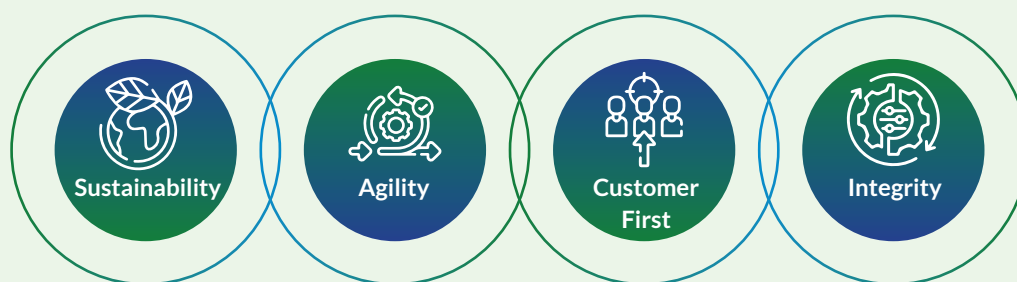 Sustainability
Agility
Customer
First
Integrity